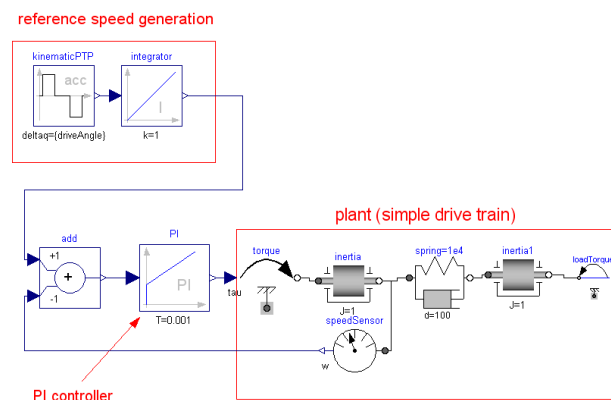 reference speed generation
kinematicPTP
integrator
acc
I
deltaq={driveAngle}
k=1
plant (simple drive train)
add
PI
torque
inertia
spring=1e4
inertia1
loadTorque
+1
+
-1
PI
tau
J=1
d=100
J=1
T=0.001
speedSensor
w
PI controller